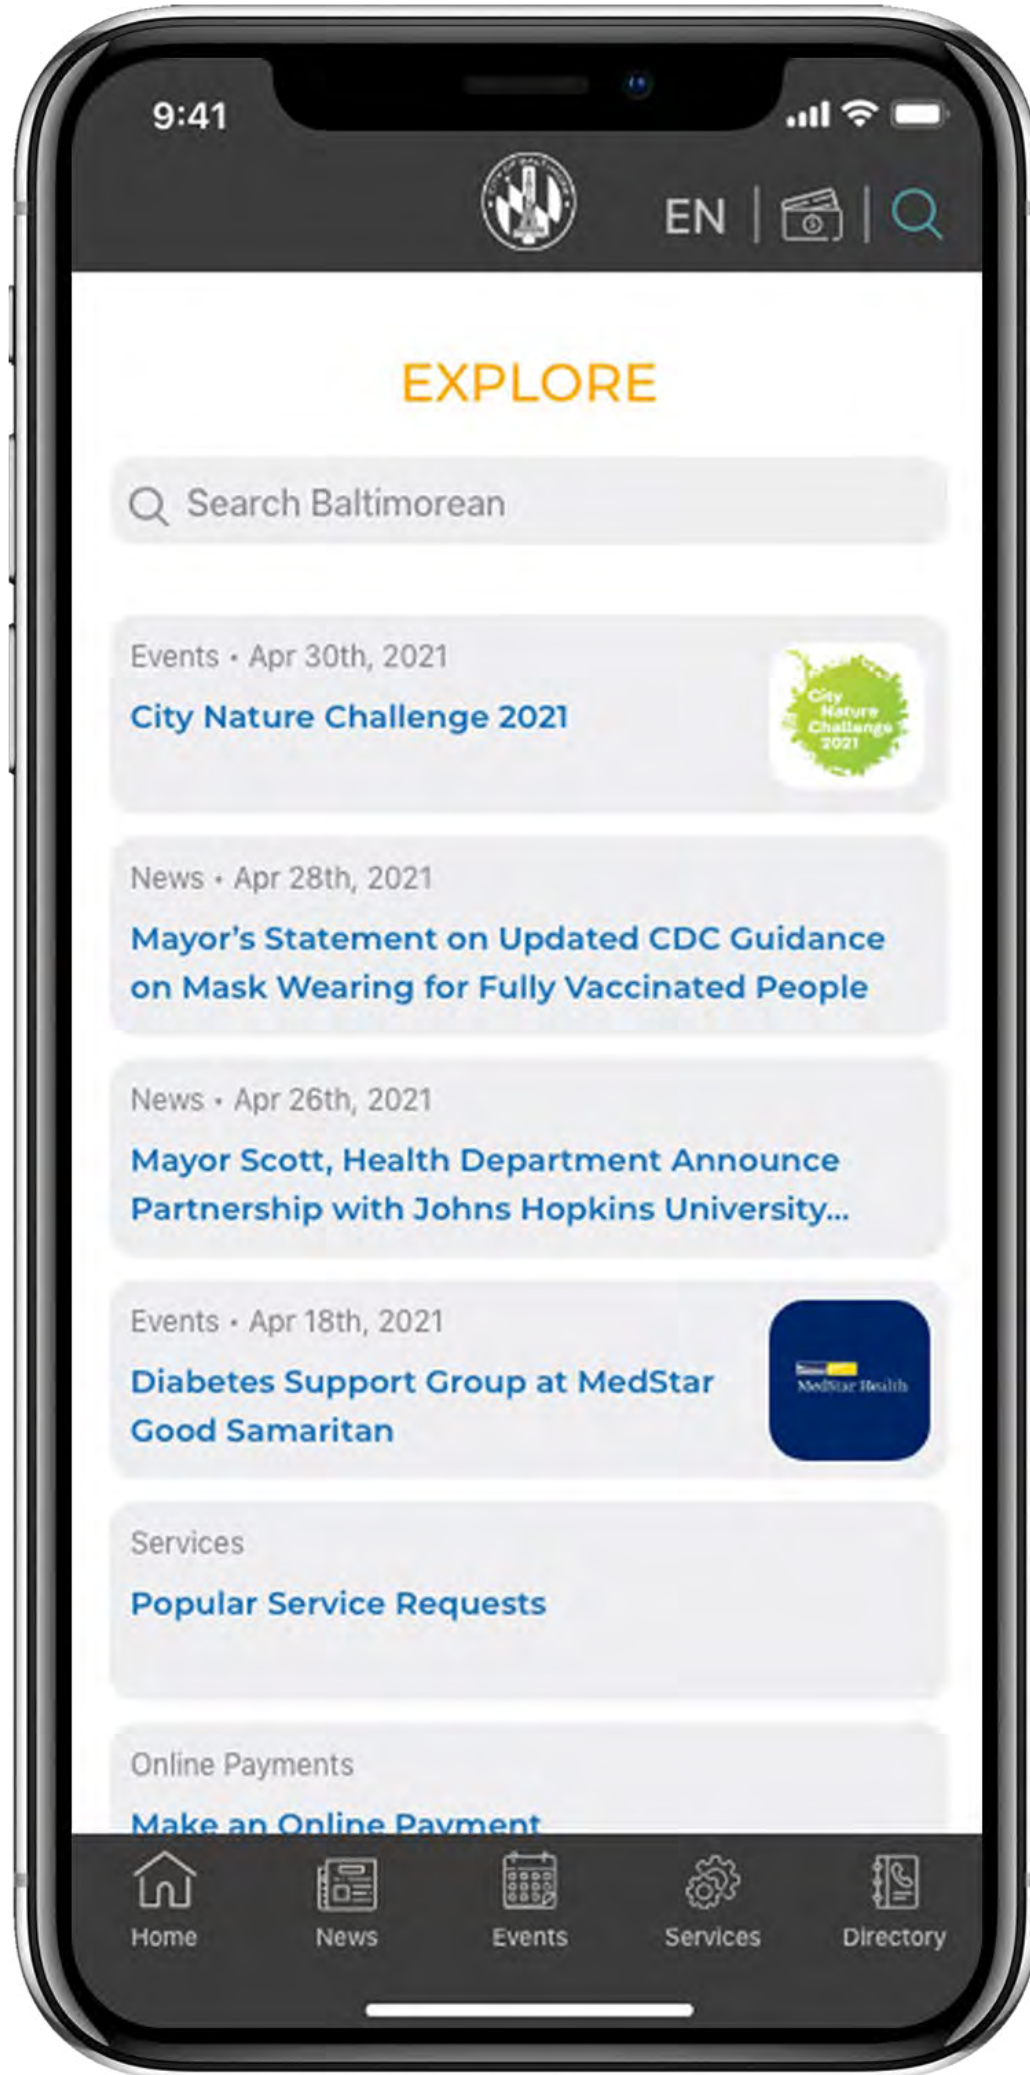 9:41
CITY OF BALTIMORE
EN
EXPLORE
Search Baltimorean
Events • Apr 30th, 2021
City Nature Challenge 2021
City
Nature
Challenge
2021
News • Apr 28th, 2021
Mayor’s Statement on Updated CDC Guidance
on Mask Wearing for Fully Vaccinated People
News • Apr 26th, 2021
Mayor Scott, Health Department Announce
Partnership with Johns Hopkins University...
Events • Apr 18th, 2021
Diabetes Support Group at MedStar
Good Samaritan
MedStar Health
Services
Popular Service Requests
Online Payments
Make an Online Payment
Home
News
Events
Services
Directory